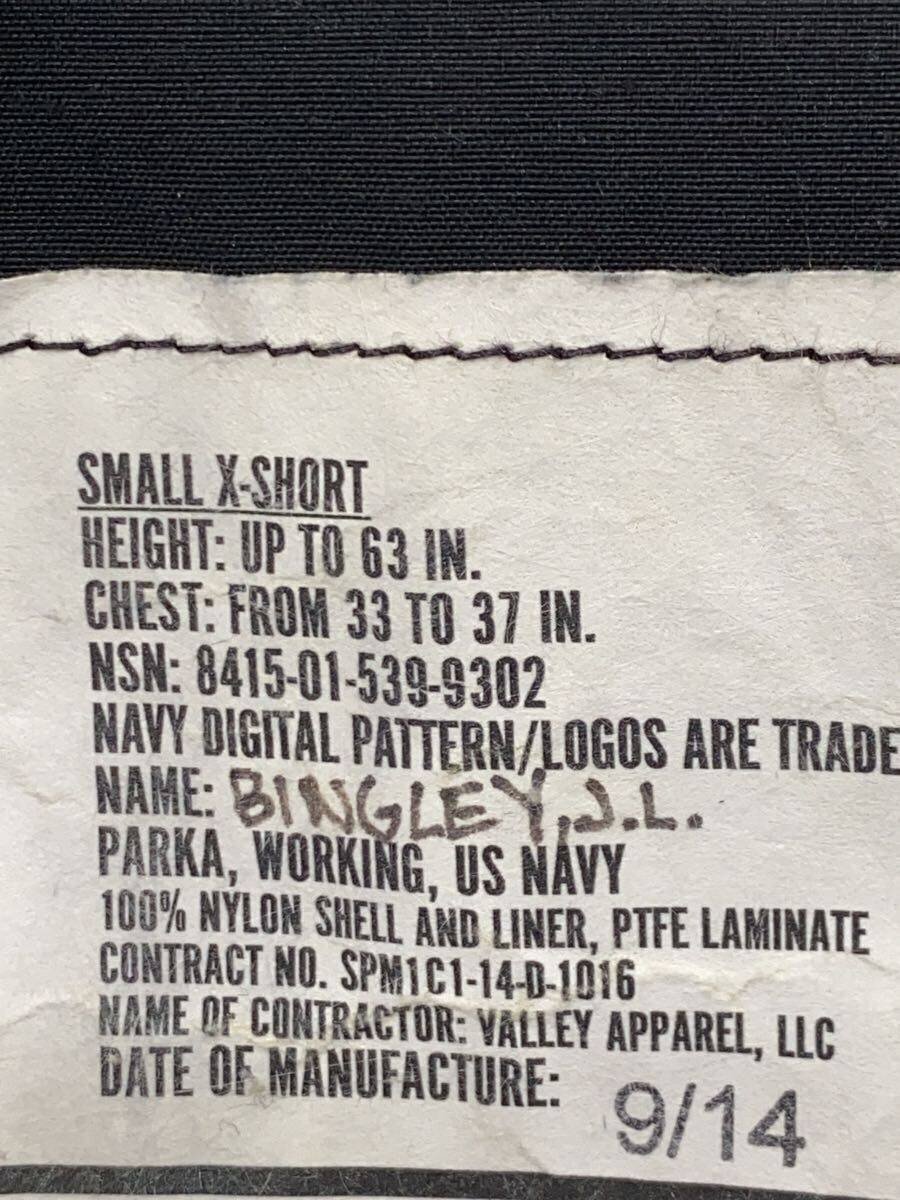 SMALL X-SHORT
HEIGHT: UP TO 63 IN.
CHEST: FROM 33 TO 37 IN.
NSN: 8415-01-539-9302
NAVY DIGITAL PATTERN/LOGOS ARE TRADE
NAME: BINGLEY, J.L.
PARKA, WORKING, US NAVY
100% NYLON SHELL AND LINER, PTFE LAMINATE
CONTRACT NO. SPM1C1-14-D-1016
NAME OF CONTRACTOR: VALLEY APPAREL, LLC
DATE OF MANUFACTURE: 9/14